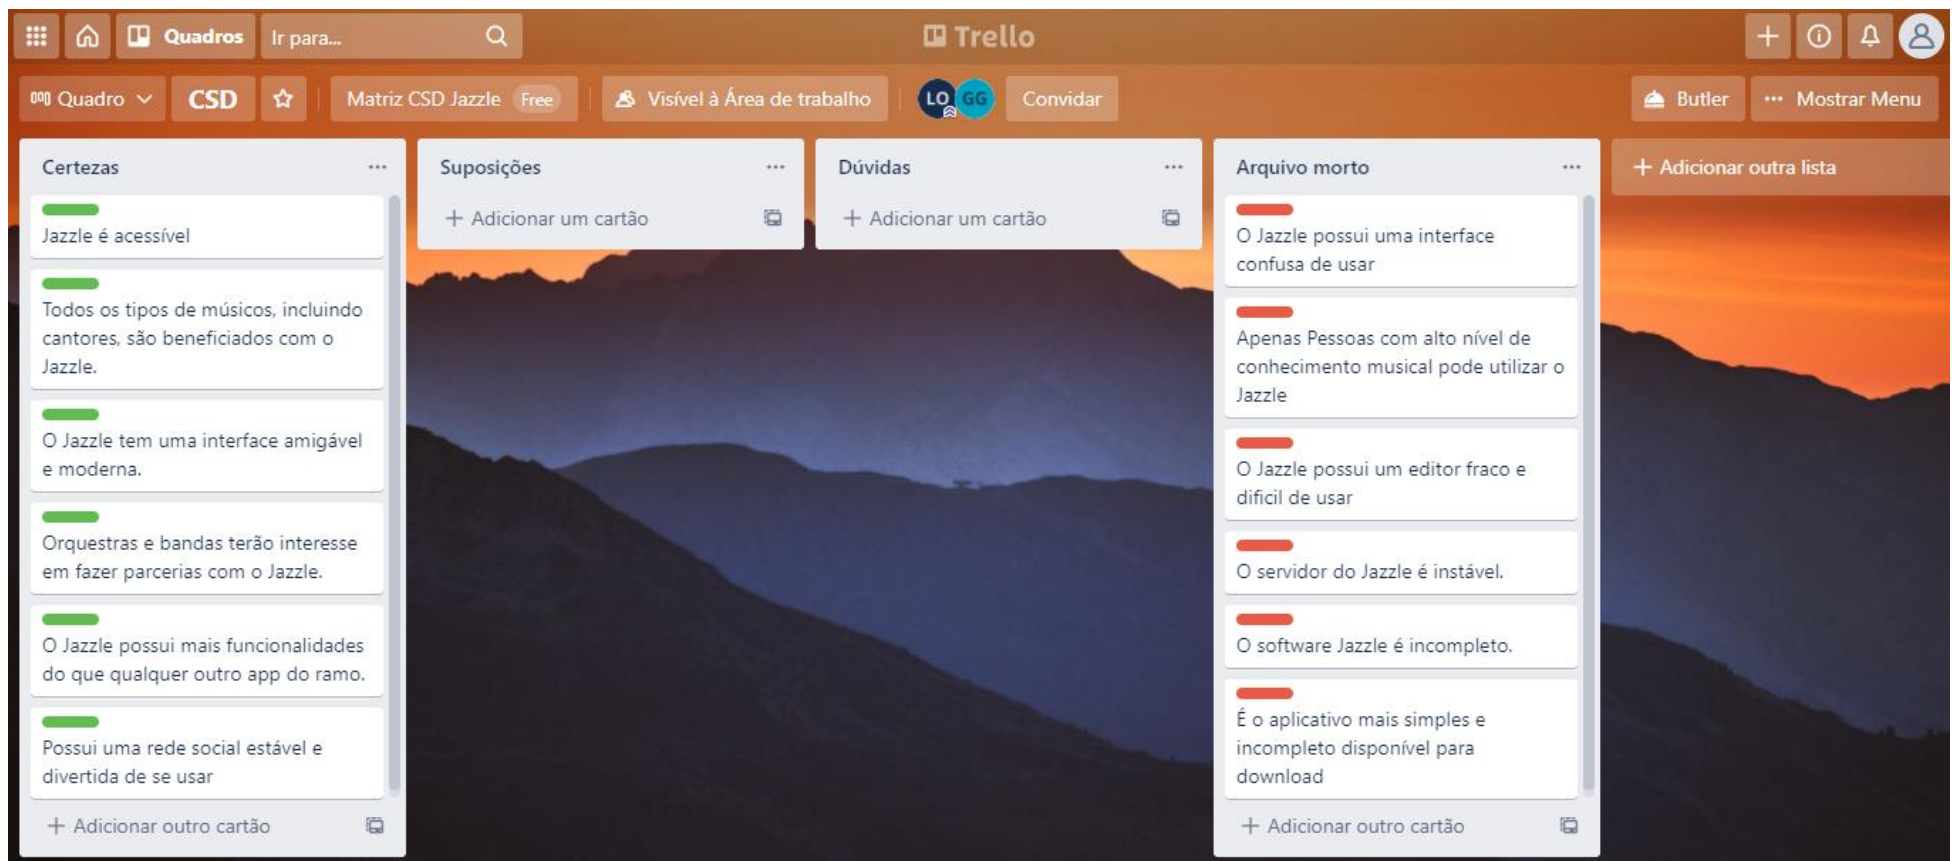 Quadros
Ir para...
Trello
Quadro
CSD
Matriz CSD Jazzle Free
Visível à Área de trabalho
LO GG
Convidar
Butler
Mostrar Menu
Certezas
Jazzle é acessível
Todos os tipos de músicos, incluindo
cantores, são beneficiados com o
Jazzle.
O Jazzle tem uma interface amigável
e moderna.
Orquestras e bandas terão interesse
em fazer parcerias com o Jazzle.
O Jazzle possui mais funcionalidades
do que qualquer outro app do ramo.
Possui uma rede social estável e
divertida de se usar
+ Adicionar outro cartão
Suposições
+ Adicionar um cartão
Dúvidas
+ Adicionar um cartão
Arquivo morto
O Jazzle possui uma interface
confusa de usar
Apenas Pessoas com alto nível de
conhecimento musical pode utilizar o
Jazzle
O Jazzle possui um editor fraco e
dificil de usar
O servidor do Jazzle é instável.
O software Jazzle é incompleto.
É o aplicativo mais simples e
incompleto disponível para
download
+ Adicionar outro cartão
+ Adicionar outra lista